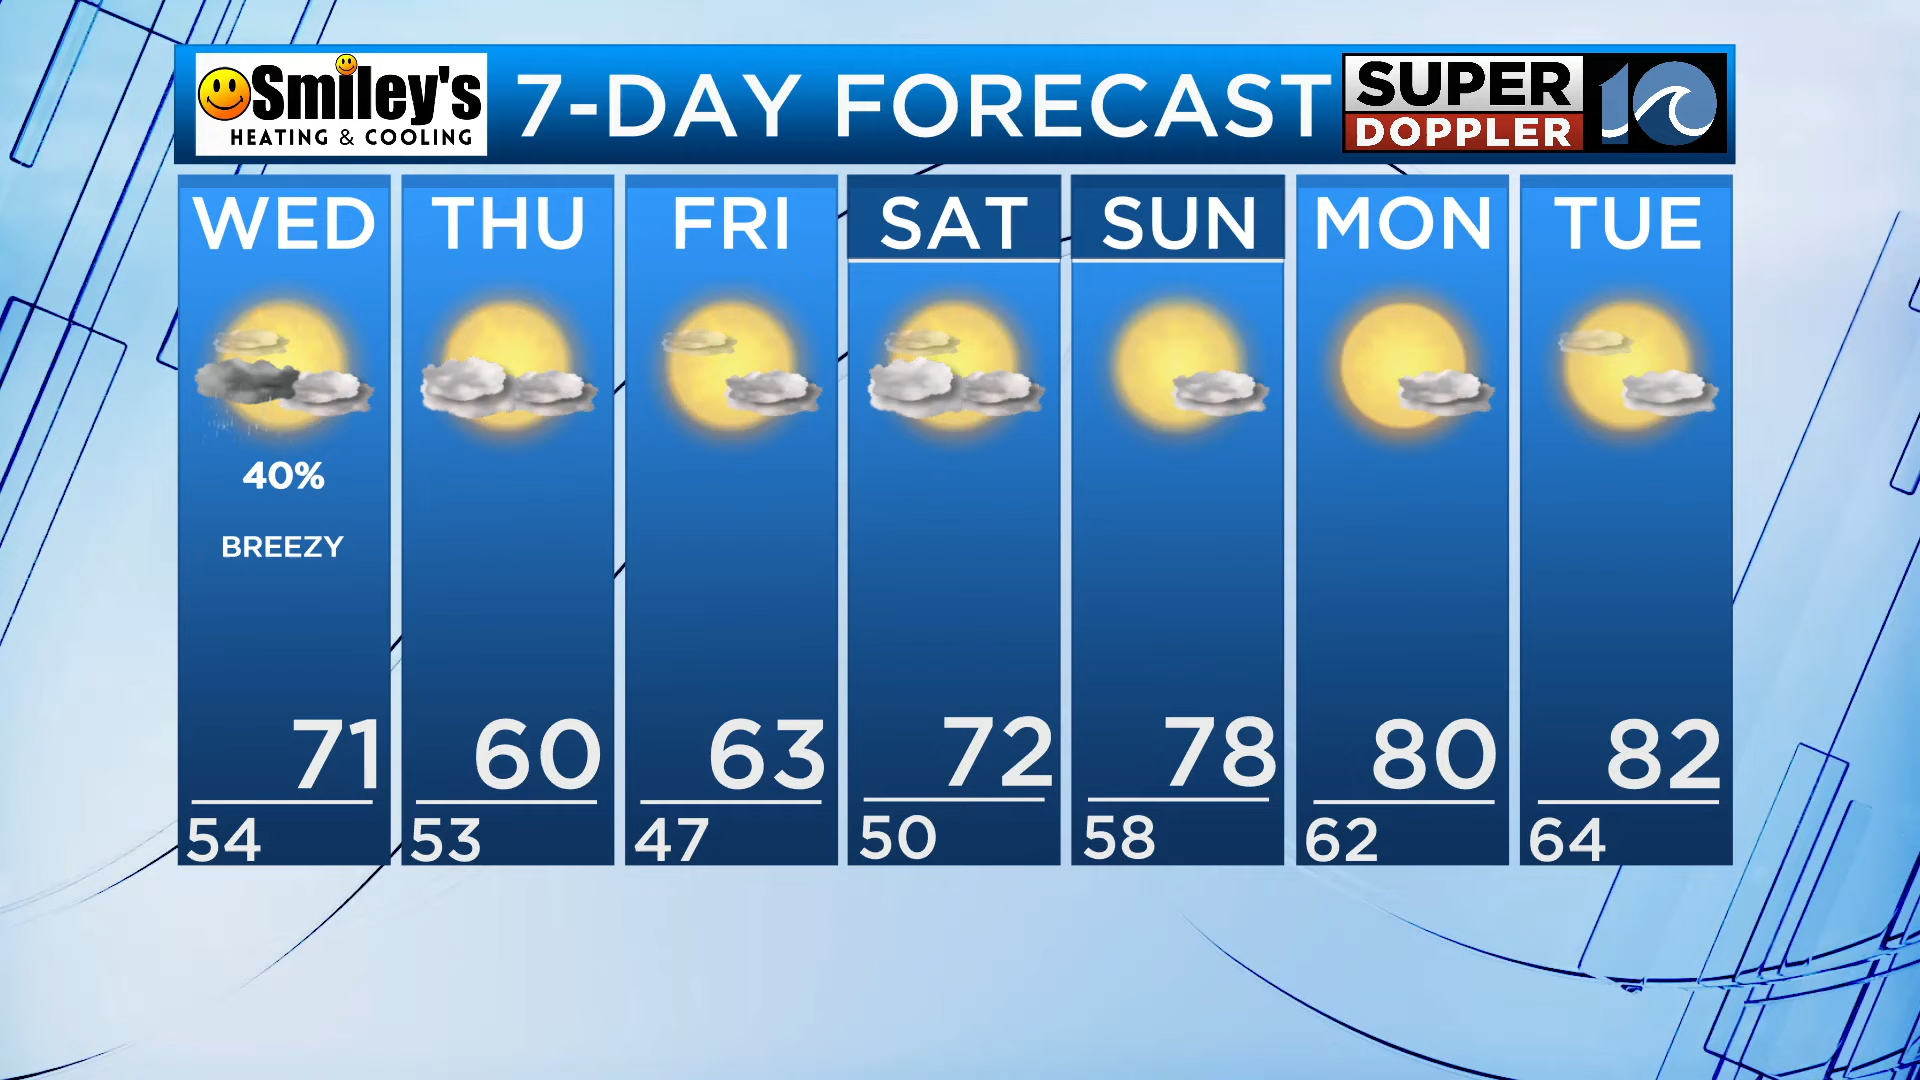 Smiley's
HEATING & COOLING
7-DAY FORECAST
SUPER
DOPPLER
10
WED
THU
FRI
SAT
SUN
MON
TUE
40%
BREEZY
71
60
63
72
78
80
82
54
53
47
50
58
62
64